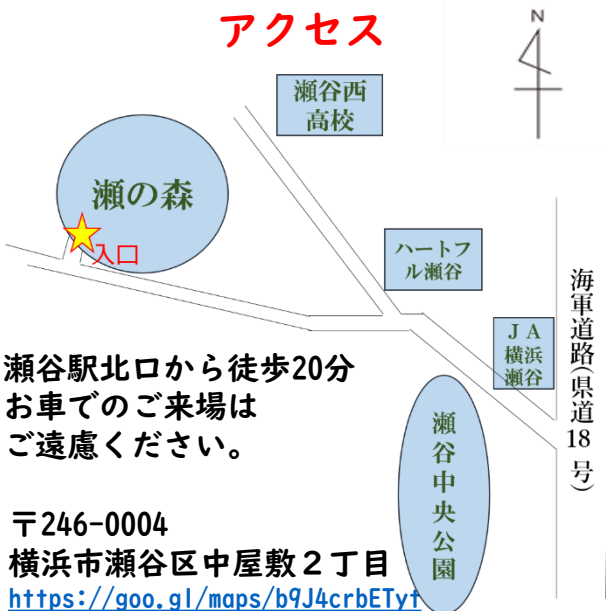 アクセス
N
瀬谷西
高校
瀬の森
入口
ハートフ
ル瀬谷
JA
横浜
瀬谷
海軍道路(県道18号)
瀬谷駅北口から徒歩20分
お車でのご来場は
ご遠慮ください。
瀬谷中央公園
〒246-0004
横浜市瀬谷区中屋敷２丁目
https://goo.gl/maps/b9J4crbETyf